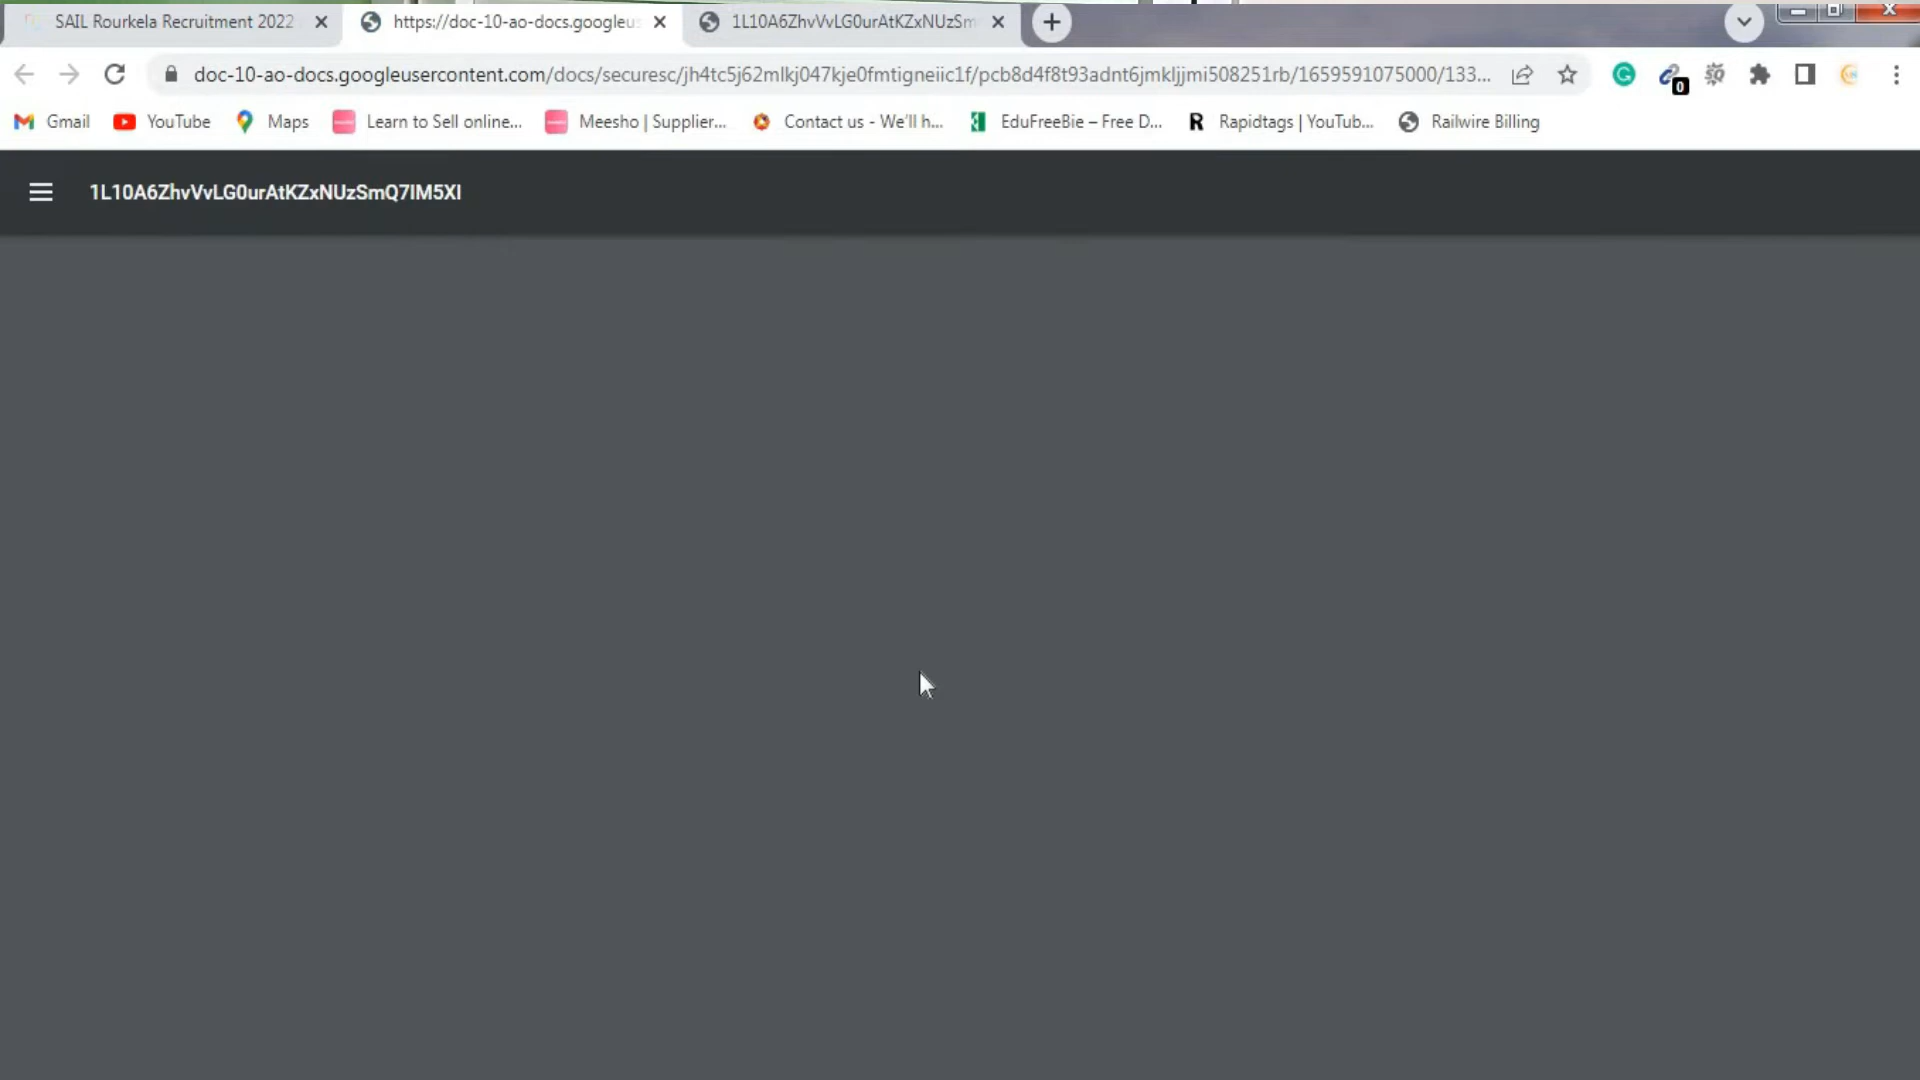 SAIL Rourkela Recruitment 2022
https://doc-10-ao-docs.googleu
1L10A6ZhvVvLG0urAtKZxNUzSm
doc-10-ao-docs.googleusercontent.com/docs/securesc/jh4tc5j62mlkj047kje0fmtigneiic1f/pcb8d4f8t93adnt6jmkljjmi508251rb/1659591075000/133...
0
Gmail
YouTube
Maps
Learn to Sell online...
Meesho | Supplier...
Contact us - We'll h...
EduFreeBie – Free D...
R Rapidtags | YouTub...
Railwire Billing
1L10A6ZhvVvLG0urAtKZxNUzSmQ7IM5XI